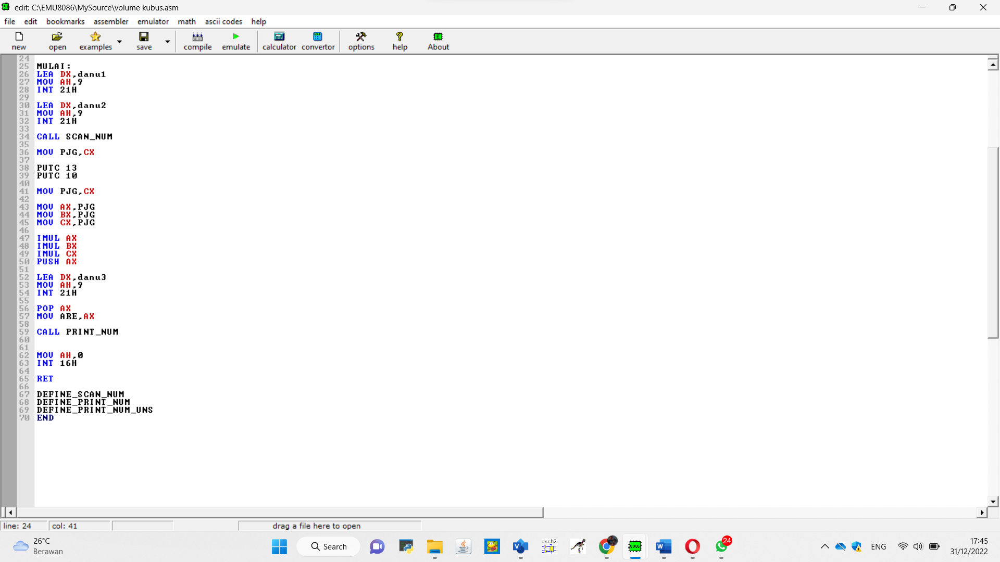 edit: C:\EMU8086\MySource\volume kubus.asm
file edit bookmarks assembler emulator math ascii codes help
new open examples save compile emulate calculator convertor options help About
24
25 MULAI:
26 LEA DX,danu1
27 MOV AH,9
28 INT 21H
29
30 LEA DX,danu2
31 MOV AH,9
32 INT 21H
33
34 CALL SCAN_NUM
35
36 MOV PJG,CX
37
38 PUTC 13
39 PUTC 10
40
41 MOV PJG,CX
42
43 MOV AX,PJG
44 MOV BX,PJG
45 MOV CX,PJG
46
47 IMUL AX
48 IMUL BX
49 IMUL CX
50 PUSH AX
51
52 LEA DX,danu3
53 MOV AH,9
54 INT 21H
55
56 POP AX
57 MOV ARE,AX
58
59 CALL PRINT_NUM
60
61
62 MOV AH,0
63 INT 16H
64
65 RET
66
67 DEFINE_SCAN_NUM
68 DEFINE_PRINT_NUM
69 DEFINE_PRINT_NUM_UNS
70 END
line: 24 col: 41 drag a file here to open
26°C
Berawan
Search
dsch2
8086
24
ENG
17:45
31/12/2022